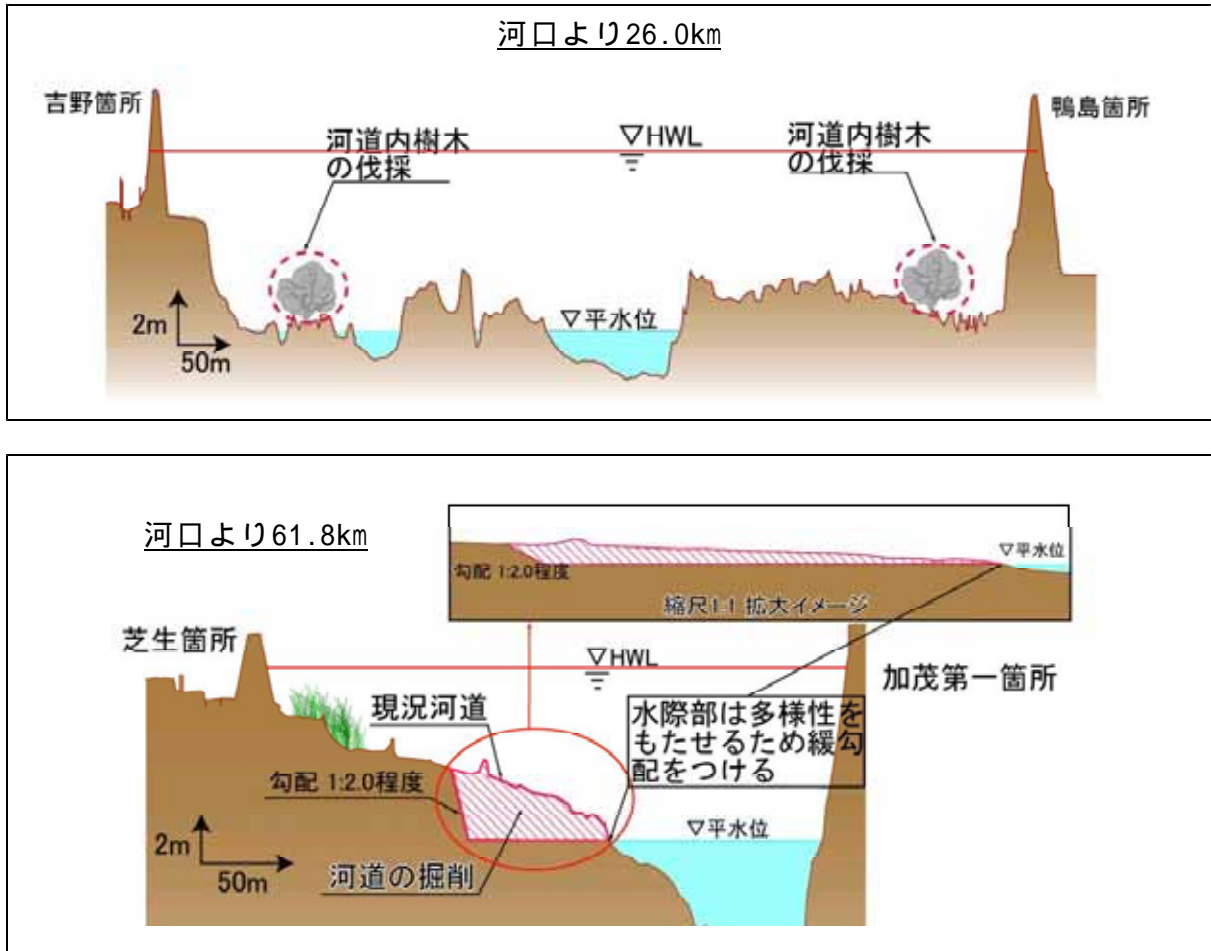 河口より26.0km
吉野箇所
鴨島箇所
河道内樹木
の伐採
▽HWL
河道内樹木
の伐採
▽平水位
2m
50m
河口より61.8km
▽平水位
勾配 1:2.0程度
縮尺1:1 拡大イメージ
芝生箇所
▽HWL
加茂第一箇所
現況河道
水際部は多様性を
もたせるため緩勾
配をつける
勾配 1:2.0程度
▽平水位
2m
50m
河道の掘削